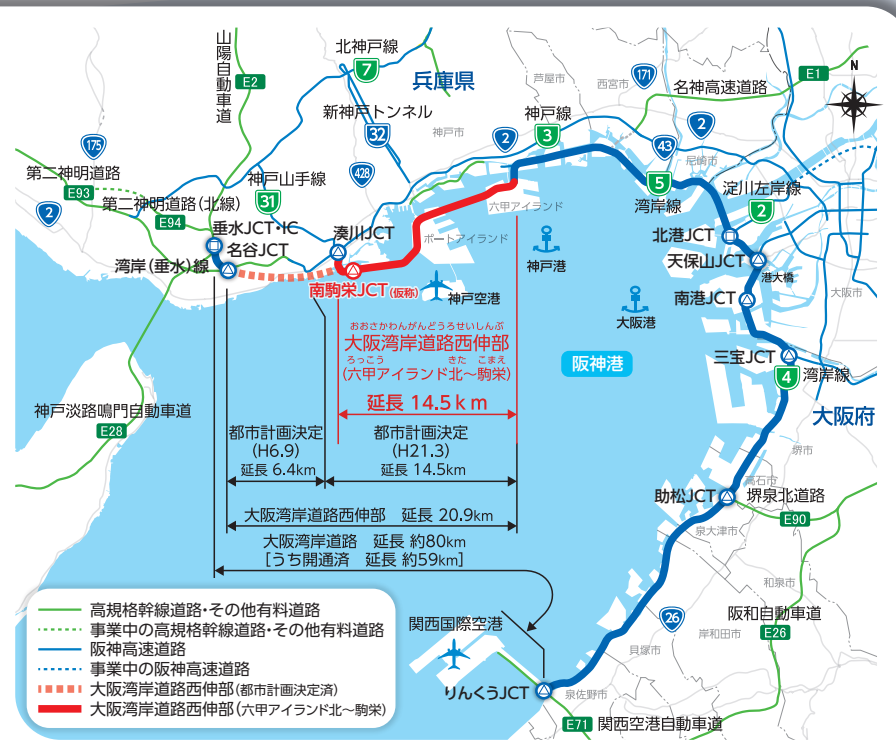 山陽自動車道
E2
北神戸線
7
兵庫県
芦屋市
西宮市
171
名神高速道路
E1
N
新神戸トンネル
32
神戸市
2
神戸線
3
43
2
尼崎市
175
第二神明道路
E93
2
第二神明道路(北線)
E94
神戸山手線
31
428
5
湾岸線
淀川左岸線
2
垂水JCT・IC
名谷JCT
湾岸(垂水)線
湊川JCT
六甲アイランド
ポートアイランド
北港JCT
天保山JCT
港大橋
大阪市
南港JCT
神戸港
南駒栄JCT(仮称)
神戸空港
大阪港
おおさかわんがんどうろせいしんぶ
大阪湾岸道路西伸部
ろっこう きた こまえ
(六甲アイランド北~駒栄)
延長 14.5km
阪神港
三宝JCT
4
湾岸線
大阪府
堺市
神戸淡路鳴門自動車道
E28
都市計画決定
(H6.9)
延長 6.4km
都市計画決定
(H21.3)
延長 14.5km
高石市
助松JCT
堺泉北道路
E90
泉大津市
大阪湾岸道路西伸部 延長 20.9km
大阪湾岸道路 延長 約80km
[うち開通済 延長 約59km]
和泉市
阪和自動車道
E26
26
岸和田市
貝塚市
関西国際空港
りんくうJCT
泉佐野市
E71
関西空港自動車道
高規格幹線道路・その他有料道路
事業中の高規格幹線道路・その他有料道路
阪神高速道路
事業中の阪神高速道路
大阪湾岸道路西伸部(都市計画決定済)
大阪湾岸道路西伸部(六甲アイランド北~駒栄)